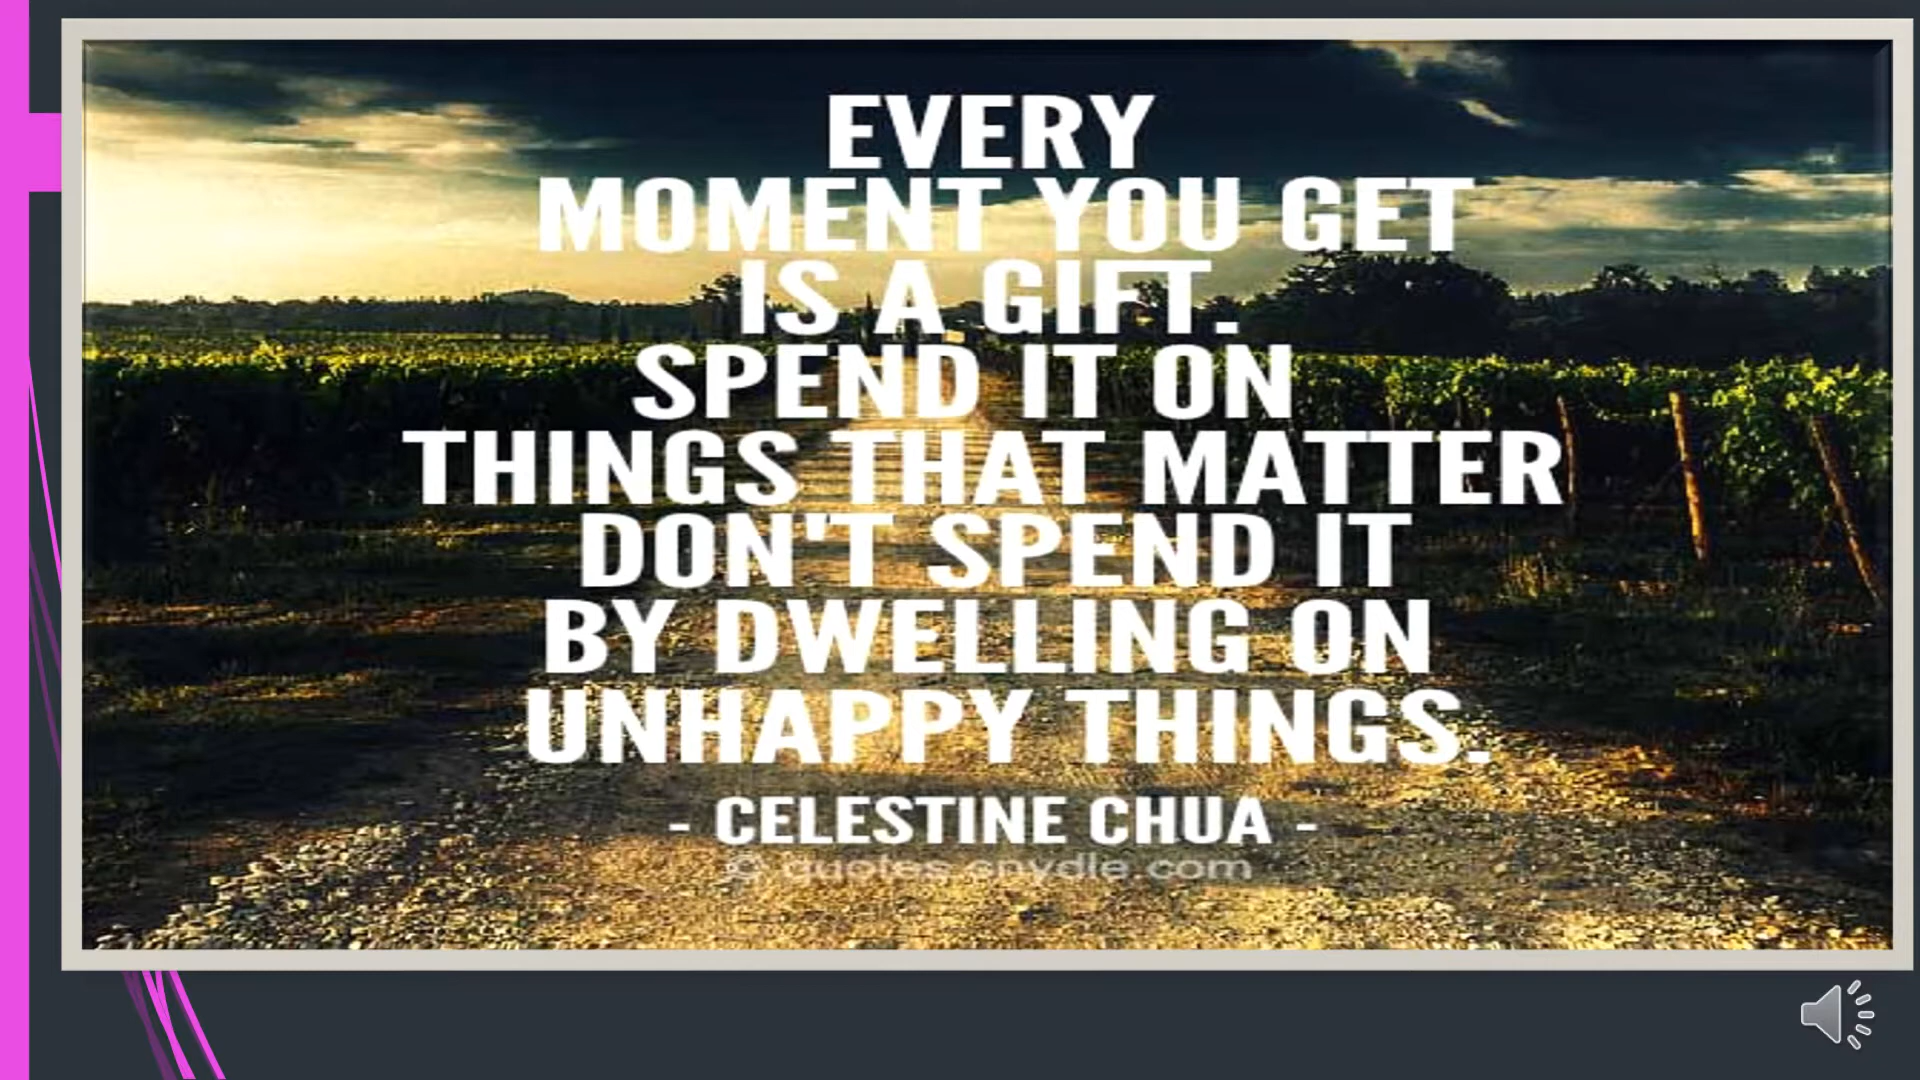 EVERY
MOMENT YOU GET
IS A GIFT.
SPEND IT ON
THINGS THAT MATTER
DON'T SPEND IT
BY DWELLING ON
UNHAPPY THINGS.
- CELESTINE CHUA -
© quotes.snydle.com